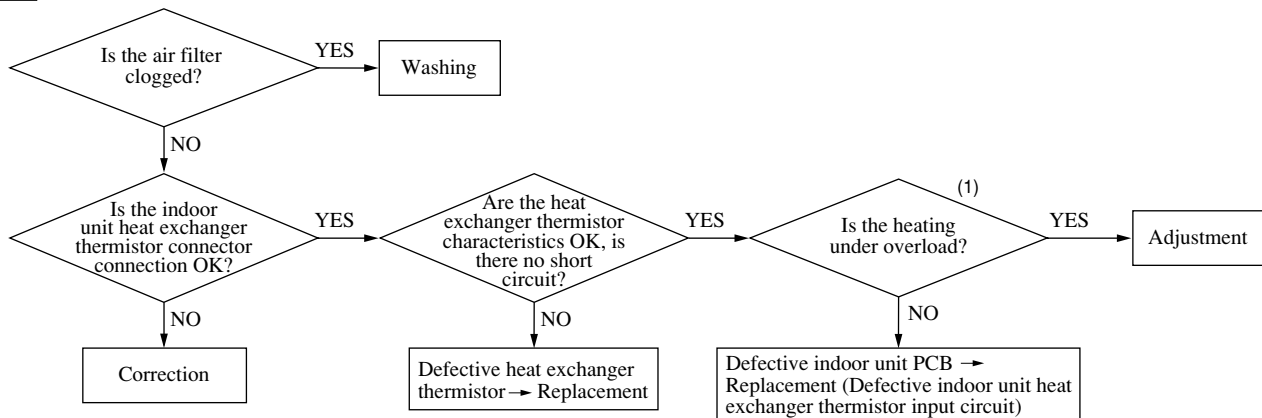 Is the air filter
clogged?
YES
Washing
NO
Is the indoor
unit heat exchanger
thermistor connector
connection OK?
YES
Are the heat
exchanger thermistor
characteristics OK, is
there no short
circuit?
YES
(1)
Is the heating
under overload?
YES
Adjustment
NO
Correction
NO
Defective heat exchanger
thermistor → Replacement
NO
Defective indoor unit PCB →
Replacement (Defective indoor unit heat
exchanger thermistor input circuit)